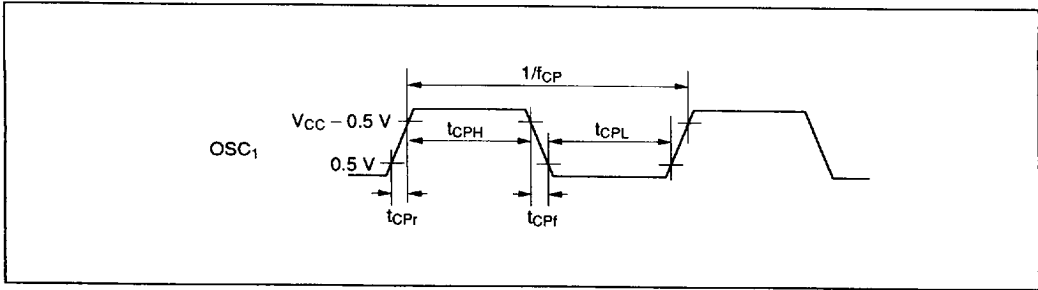 1/fCP
VCC – 0.5 V
tCPH
tCPL
OSC1
0.5 V
tCPr
tCPf